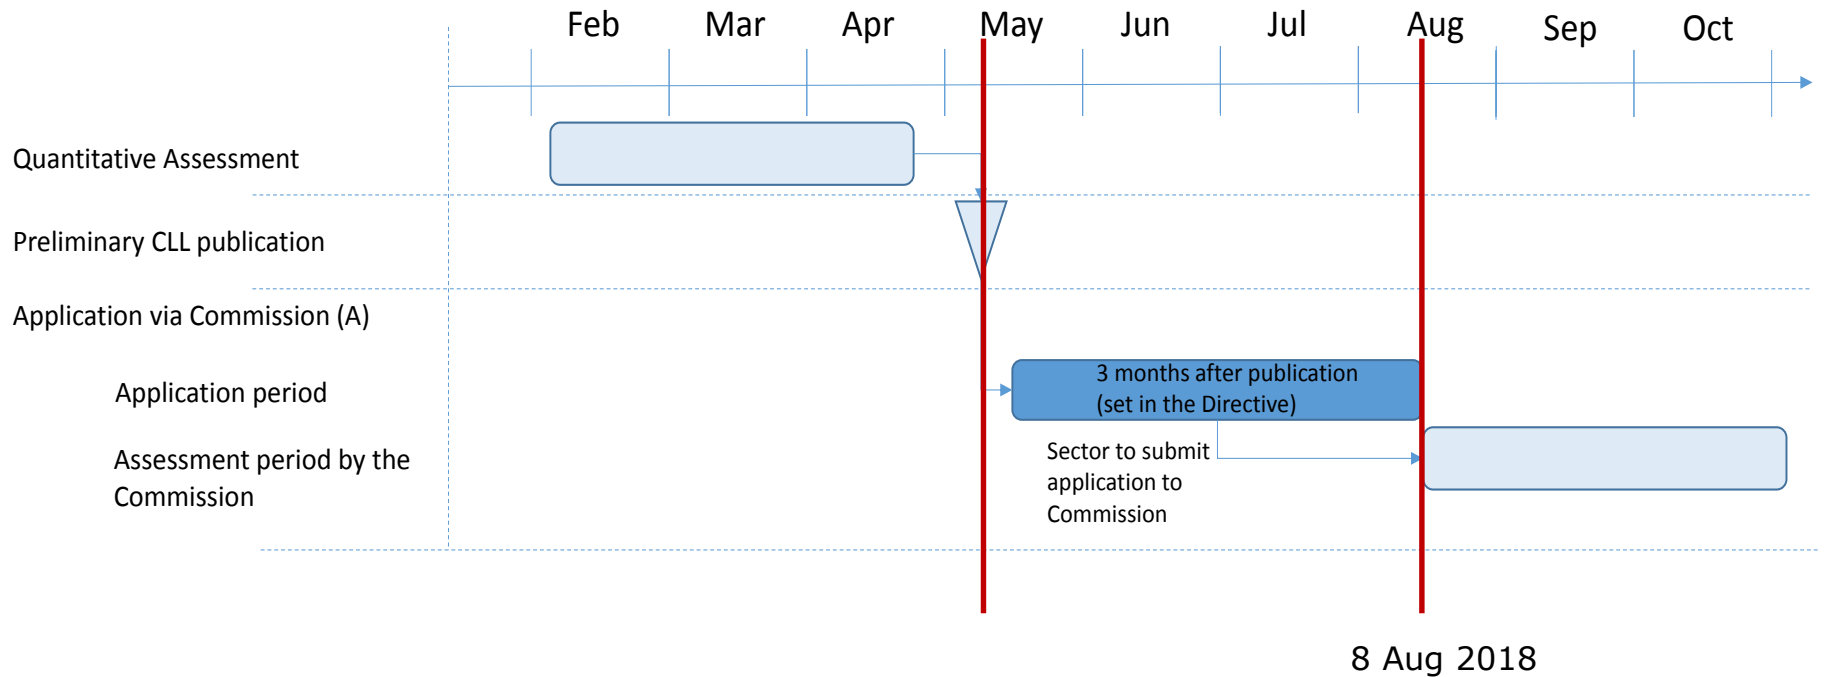 Feb Mar Apr May Jun Jul Aug Sep Oct
Quantitative Assessment
Preliminary CLL publication
Application via Commission (A)
Application period
3 months after publication
(set in the Directive)
Assessment period by the
Commission
Sector to submit
application to
Commission
8 Aug 2018